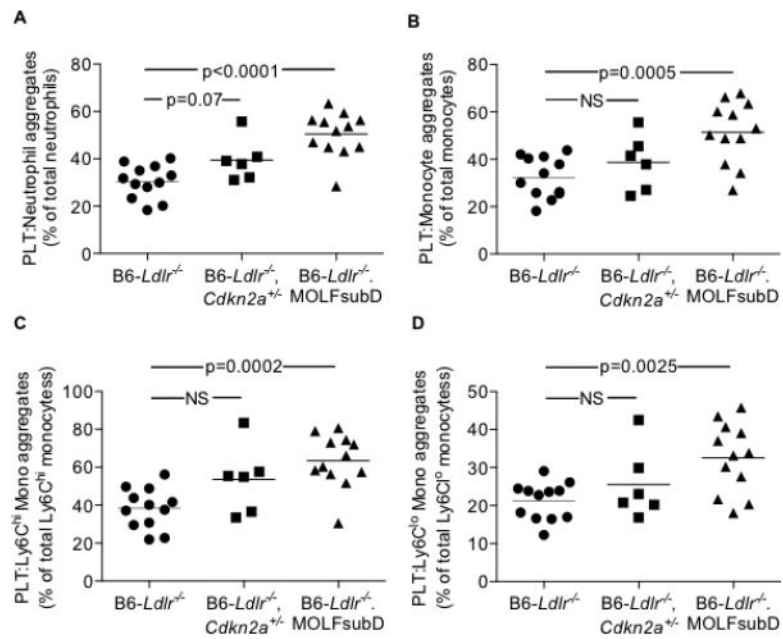 A
p<0.0001
p=0.07
PLT:Neutrophil aggregates
(% of total neutrophils)
80
60
40
20
0
B6-Ldlr-/-
B6-Ldlr-/-,
Cdkn2a+/-
B6-Ldlr-/-.
MOLFsubD
B
p=0.0005
NS
PLT:Monocyte aggregates
(% of total monocytes)
80
60
40
20
0
B6-Ldlr-/-
B6-Ldlr-/-,
Cdkn2a+/-
B6-Ldlr-/-.
MOLFsubD
C
p=0.0002
NS
PLT:Ly6Chi Mono aggregates
(% of total Ly6Chi monocytess)
100
80
60
40
20
0
B6-Ldlr-/-
B6-Ldlr-/-,
Cdkn2a+/-
B6-Ldlr-/-.
MOLFsubD
D
p=0.0025
NS
PLT:Ly6Clo Mono aggregates
(% of total Ly6Clo monocytes)
50
40
30
20
10
0
B6-Ldlr-/-
B6-Ldlr-/-,
Cdkn2a+/-
B6-Ldlr-/-.
MOLFsubD